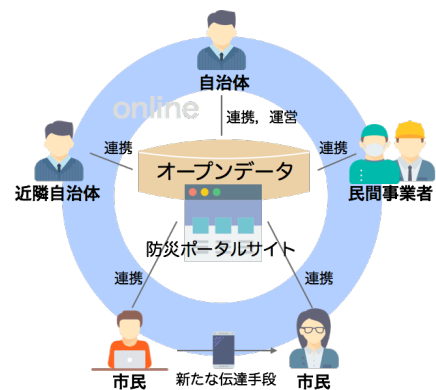 自治体
online
連携，運営
連携
連携
オープンデータ
近隣自治体
民間事業者
防災ポータルサイト
連携
連携
新たな伝達手段
市民
市民